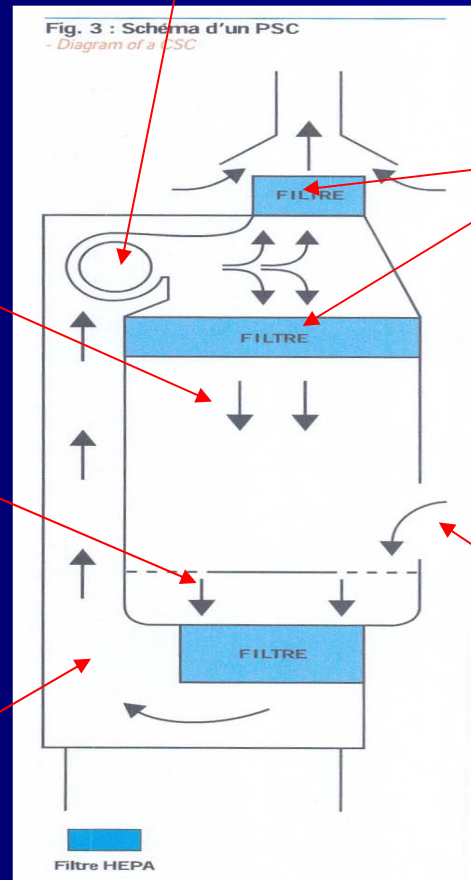 Fig. 3 : Schéma d'un PSC
- Diagram of a CSC
FILTRE
FILTRE
FILTRE
Filtre HEPA